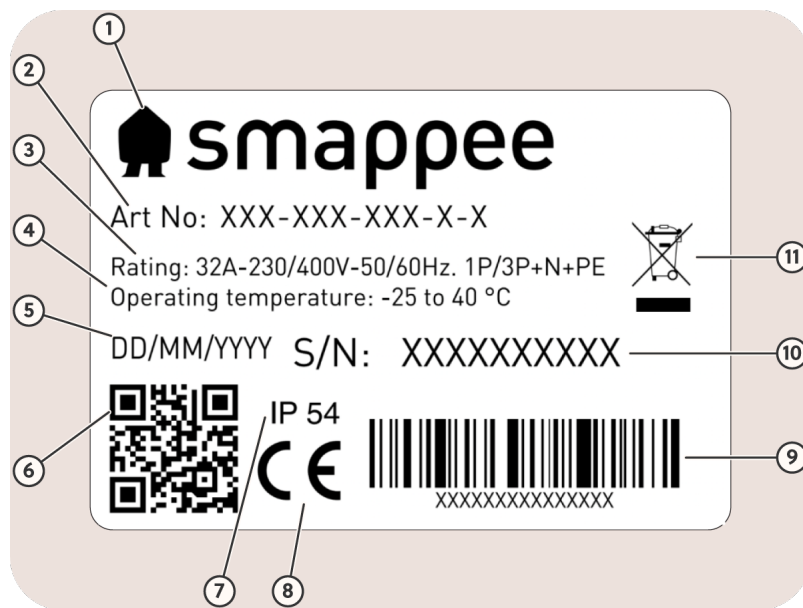 1
2
smappee
3
Art No: XXX-XXX-XXX-X-X
4
Rating: 32A-230/400V-50/60Hz. 1P/3P+N+PE
11
Operating temperature: -25 to 40 °C
5
DD/MM/YYYY S/N: XXXXXXXXXX
10
IP 54
6
CE
9
XXXXXXXXXXXXXXX
7
8